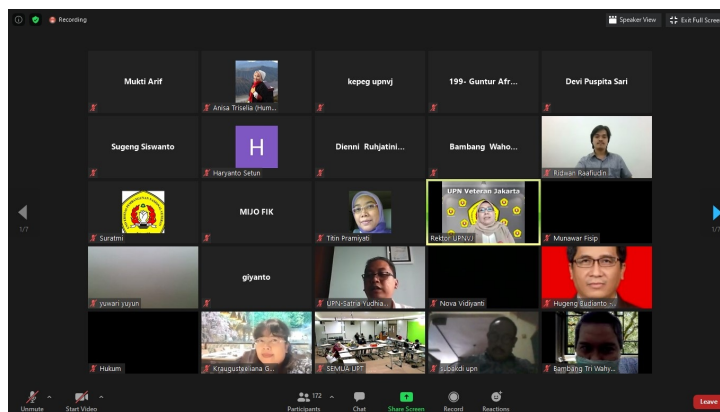 Recording
Speaker View
Exit Full Scree
Mukti Arif
Anisa Triselia (Hum...
kepeg upnvj
199- Guntur Afr...
Devi Puspita Sari
Sugeng Siswanto
H
Haryanto Setun
Dienni Ruhjatini...
Bambang Waho...
Ridwan Raafiudin
Suratmi
MIJO FIK
Titin Pramiyati
UPN Veteran Jakarta
Rektor UPNVJ
Munawar Fisip
yuwari yuyun
giyanto
UPN-Satria Yudhia...
Nova Vidiyanti
Hugeng Budianto -...
Hukum
Kraugusteeliana G...
SEMUA UPT
supakdi upn
Bambang Tri Wahy...
1/7
1/7
Unmute
Start Video
172
Participants
Chat
Share Screen
Record
Reactions
Leave